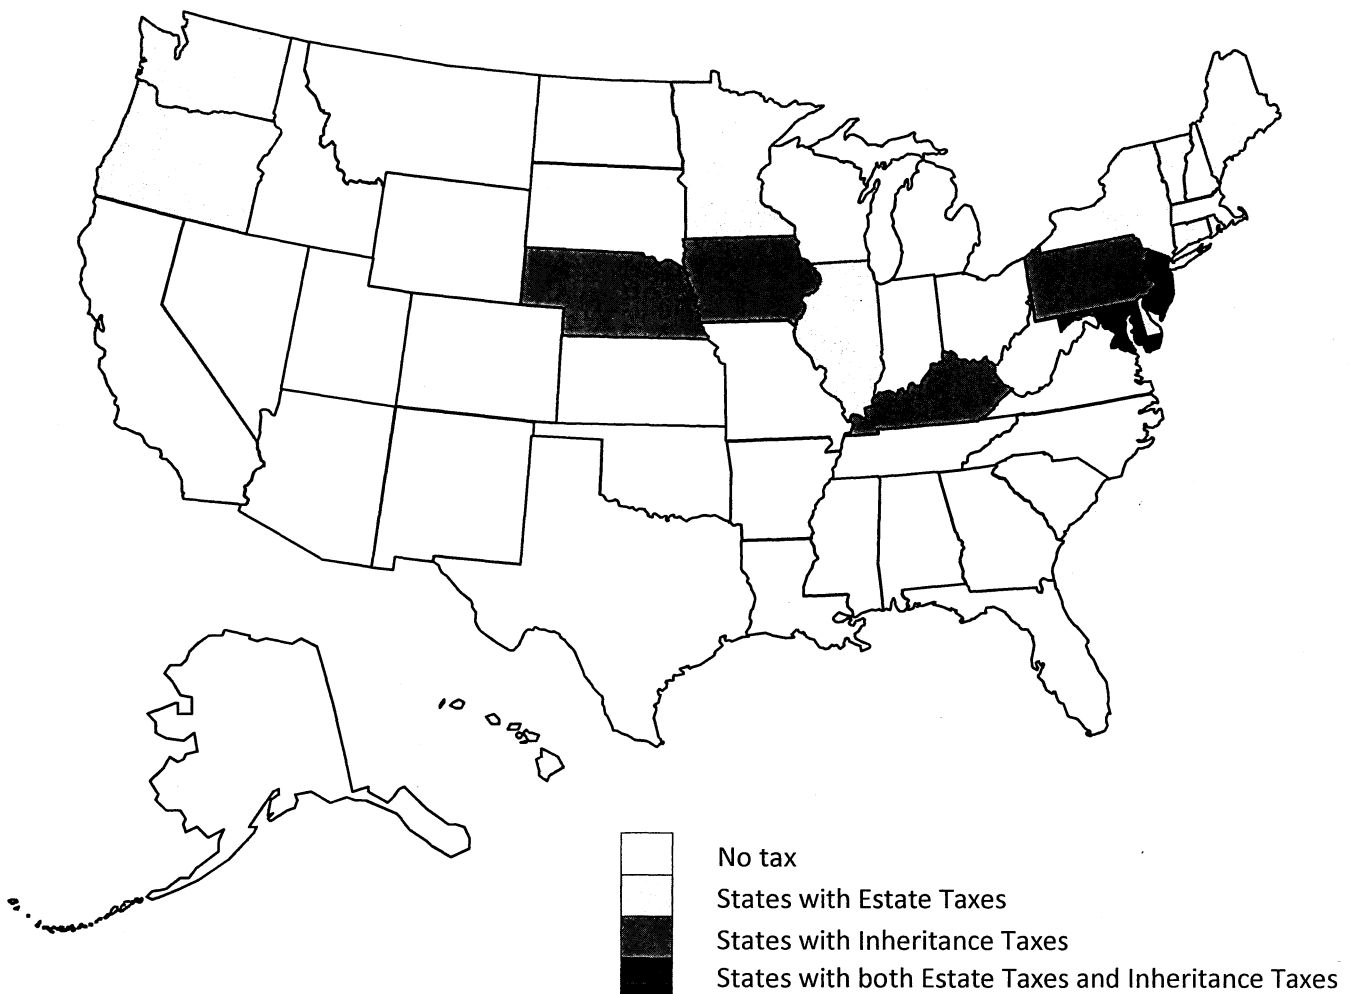 No tax
States with Estate Taxes
States with Inheritance Taxes
States with both Estate Taxes and Inheritance Taxes